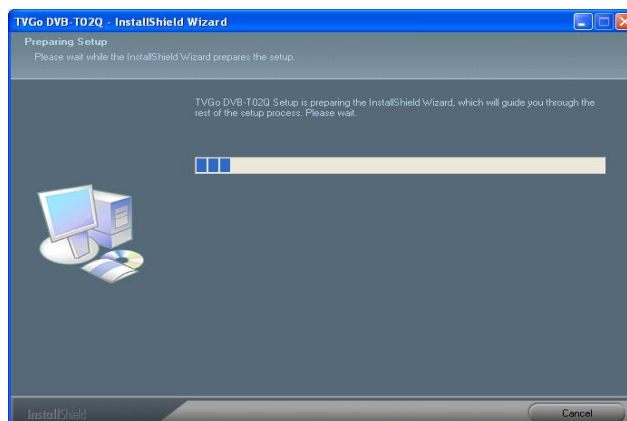 TVGo DVB-T02Q - InstallShield Wizard
Preparing Setup
Please wait while the InstallShield Wizard prepares the setup.
TVGo DVB-T02Q Setup is preparing the InstallShield Wizard, which will guide you through the
rest of the setup process. Please wait.
InstallShield
Cancel